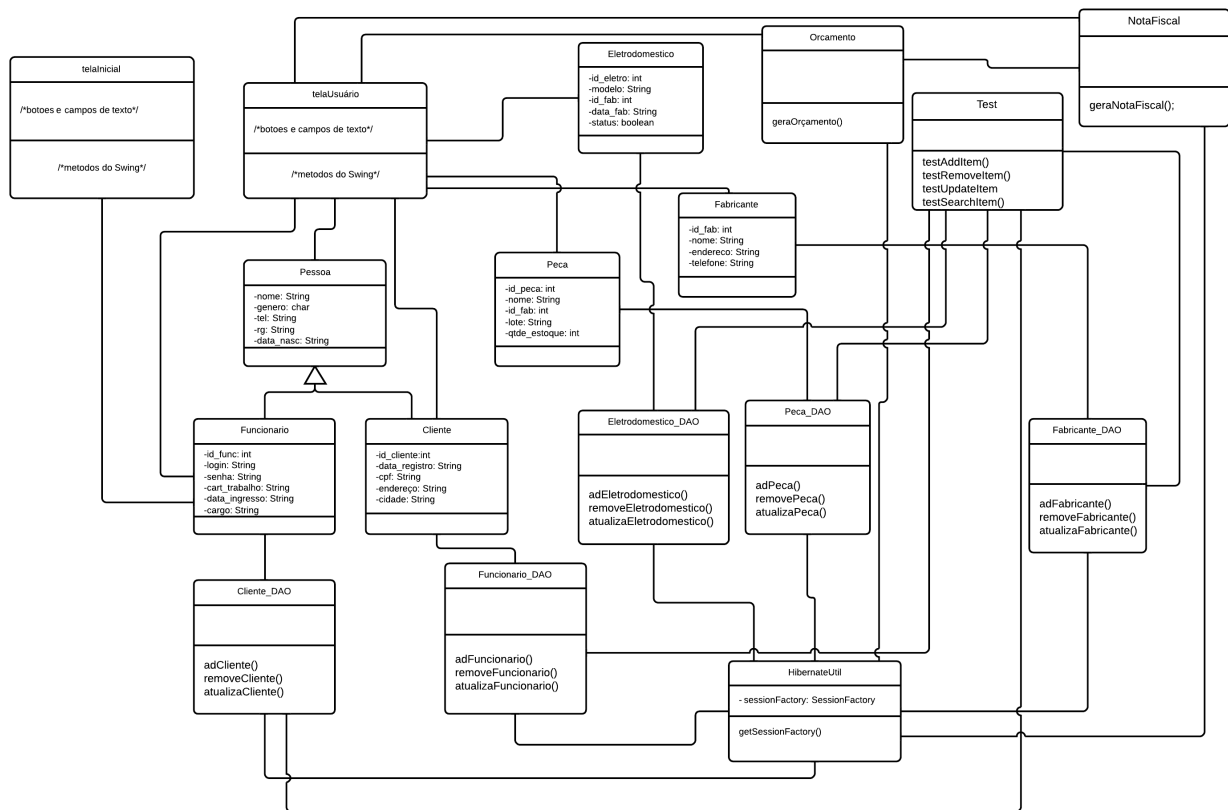 NotaFiscal
geraNotaFiscal();
Orcamento
geraOrçamento()
Eletrodomestico
-id_eletro: int
-modelo: String
-id_fab: int
-data_fab: String
-status: boolean
telaInicial
/*botoes e campos de texto*/
/*metodos do Swing*/
telaUsuário
/*botoes e campos de texto*/
/*metodos do Swing*/
Test
testAddItem()
testRemoveItem()
testUpdateItem
testSearchItem()
Fabricante
-id_fab: int
-nome: String
-endereco: String
-telefone: String
Pessoa
-nome: String
-genero: char
-tel: String
-rg: String
-data_nasc: String
Peca
-id_peca: int
-nome: String
-id_fab: int
-lote: String
-qtde_estoque: int
Funcionario
-id_func: int
-login: String
-senha: String
-cart_trabalho: String
-data_ingresso: String
-cargo: String
Cliente
-id_cliente:int
-data_registro: String
-cpf: String
-endereço: String
-cidade: String
Eletrodomestico_DAO
adEletrodomestico()
removeEletrodomestico()
atualizaEletrodomestico()
Peca_DAO
adPeca()
removePeca()
atualizaPeca()
Fabricante_DAO
adFabricante()
removeFabricante()
atualizaFabricante()
Cliente_DAO
adCliente()
removeCliente()
atualizaCliente()
Funcionario_DAO
adFuncionario()
removeFuncionario()
atualizaFuncionario()
HibernateUtil
- sessionFactory: SessionFactory
getSessionFactory()